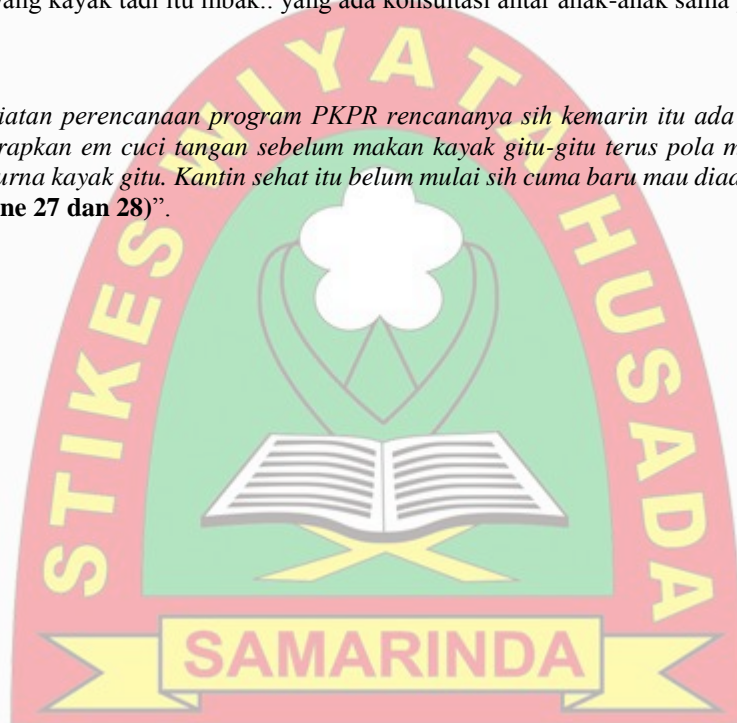 yang kayak tadi itu mbak.. yang ada konsultasi antar anak-anak sama
giatan perencanaan program PKPR rencananya sih kemarin itu ada
rapkan em cuci tangan sebelum makan kayak gitu-gitu terus pola m
urna kayak gitu. Kantin sehat itu belum mulai sih cuma baru mau diad
ne 27 dan 28)”.
STIKES WIYATA HUSADA
SAMARINDA